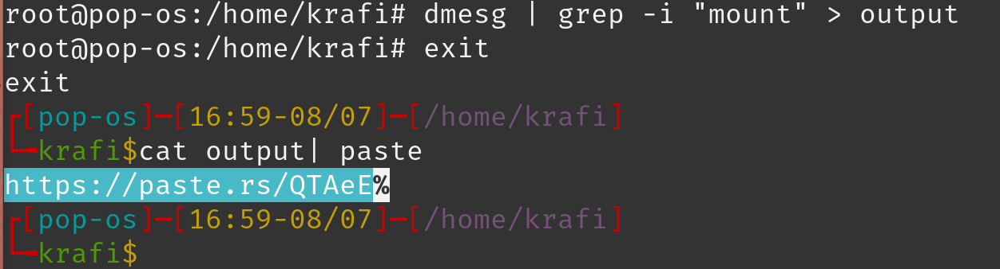 root@pop-os:/home/krafi# dmesg | grep -i "mount" > output
root@pop-os:/home/krafi# exit
exit
┌[pop-os]─[16:59-08/07]─[/home/krafi]
└─krafi$cat output| paste
https://paste.rs/QTAeE%
┌[pop-os]─[16:59-08/07]─[/home/krafi]
└─krafi$